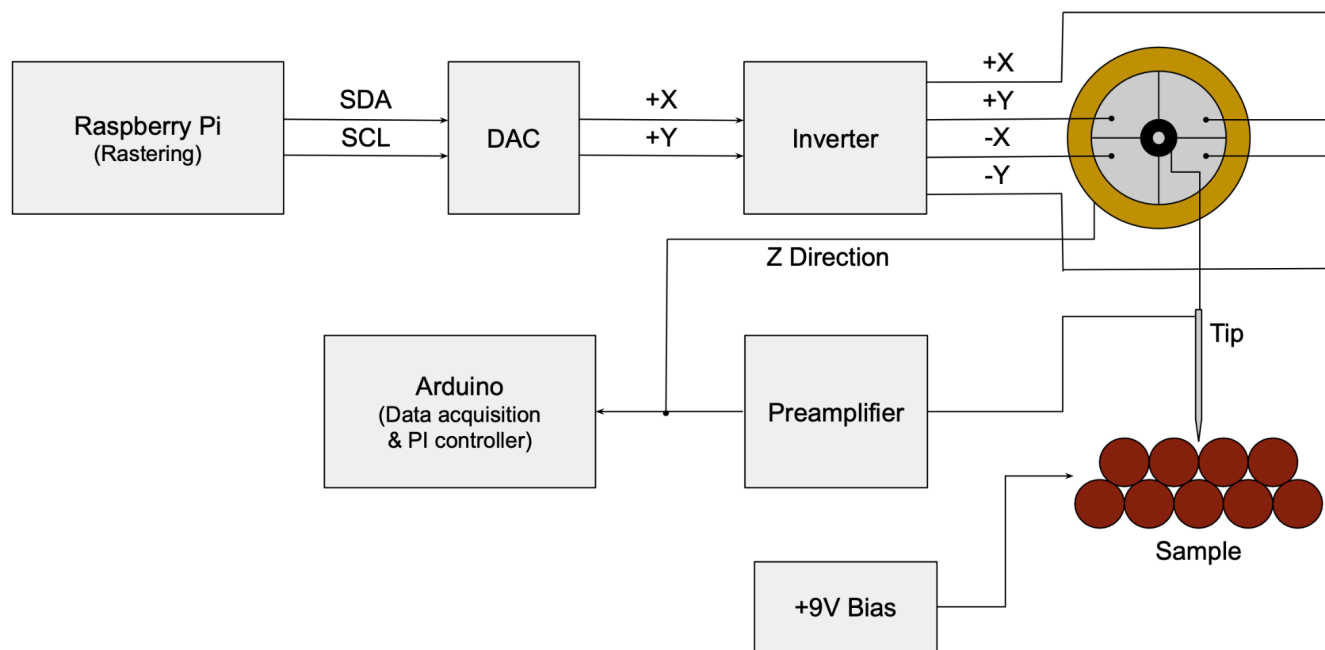 Raspberry Pi
(Rastering)
SDA
SCL
DAC
+X
+Y
Inverter
+X
+Y
-X
-Y
Z Direction
Arduino
(Data acquisition
& PI controller)
Preamplifier
Tip
Sample
+9V Bias